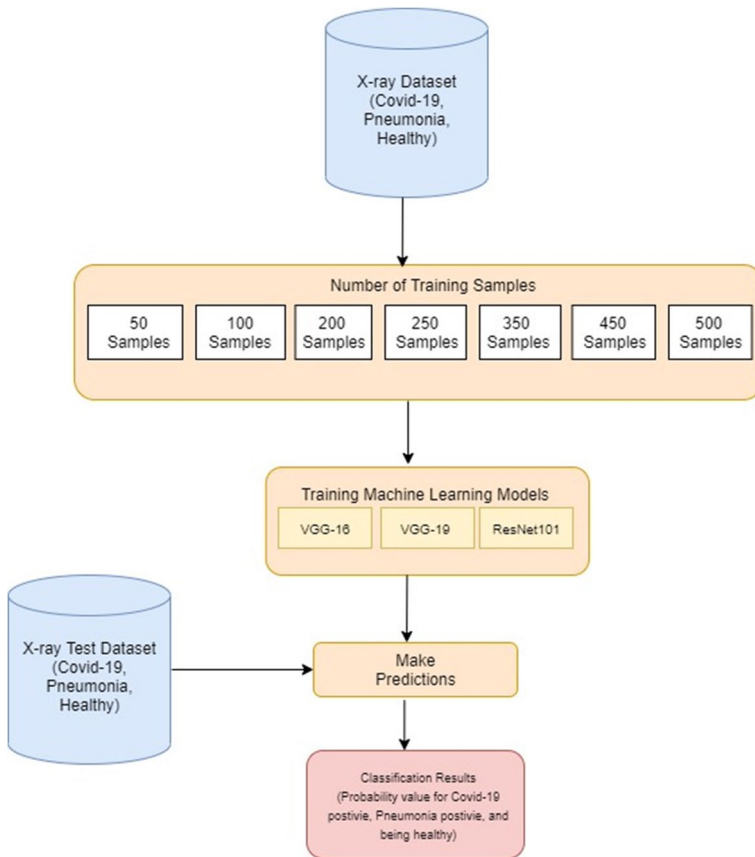 X-ray Dataset
(Covid-19,
Pneumonia,
Healthy)
Number of Training Samples
50
Samples
100
Samples
200
Samples
250
Samples
350
Samples
450
Samples
500
Samples
Training Machine Learning Models
VGG-16
VGG-19
ResNet101
X-ray Test Dataset
(Covid-19,
Pneumonia,
Healthy)
Make
Predictions
Classification Results
(Probability value for Covid-19
postivie, Pneumonia postivie, and
being healthy)